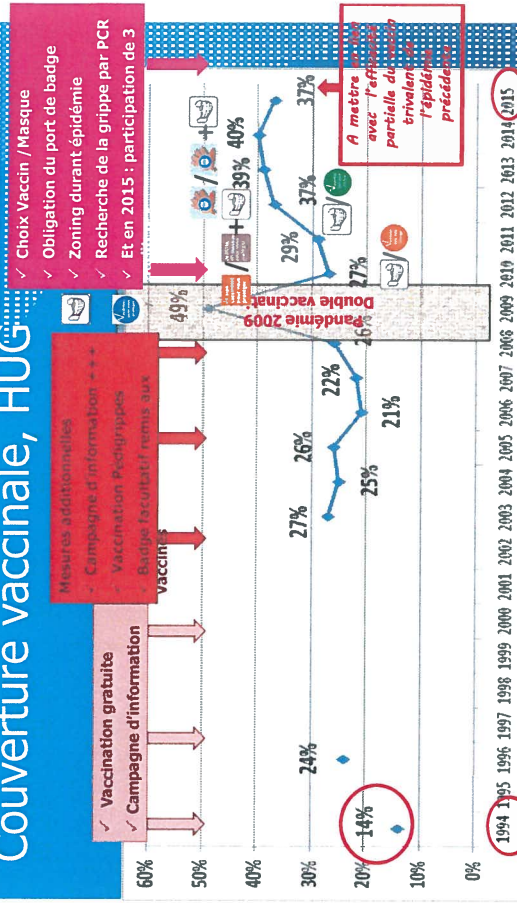 Couverture vaccinale, HUG
✓ Vaccination gratuite
✓ Campagne d'information
Mesures additionnelles
✓ Campagne d'information +++
✓ Vaccination Pédigrippes
✓ Badge facultatif remis aux
vaccinés
✓ Choix Vaccin /Masque
✓ Obligation du port de badge
✓ Zoning durant épidémie
✓ Recherche de la grippe par PCR
✓ Et en 2015 : participation de 3
60%
50%
40%
30%
20%
10%
0%
14%
24%
27%
25%
26%
21%
22%
26%
49%
27%
29%
37%
39%
40%
37%
Pandémie 2009
Double vaccinat.
A mettre en lien
avec l'efficacité
partielle du vaccin
trivalent de
l'épidémie
précédente
/
+
/
+
/
/
1994 1995 1996 1997 1998 1999 2000 2001 2002 2003 2004 2005 2006 2007 2008 2009 2010 2011 2012 2013 2014 2015